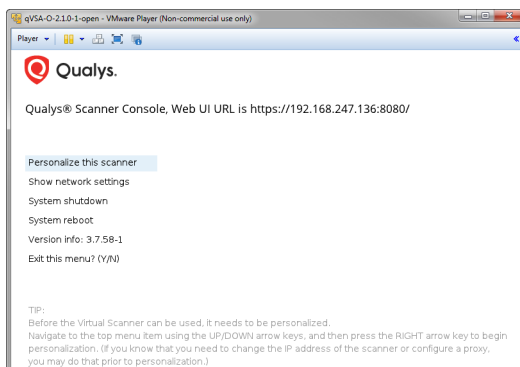 qVSA-O-2.1.0-1-open - VMware Player (Non-commercial use only)
Player
Qualys.
Qualys® Scanner Console, Web UI URL is https://192.168.247.136:8080/
Personalize this scanner
Show network settings
System shutdown
System reboot
Version info: 3.7.58-1
Exit this menu? (Y/N)
TIP:
Before the Virtual Scanner can be used, it needs to be personalized.
Navigate to the top menu item using the UP/DOWN arrow keys, and then press the RIGHT arrow key to begin
personalization. (If you know that you need to change the IP address of the scanner or configure a proxy,
you may do that prior to personalization.)